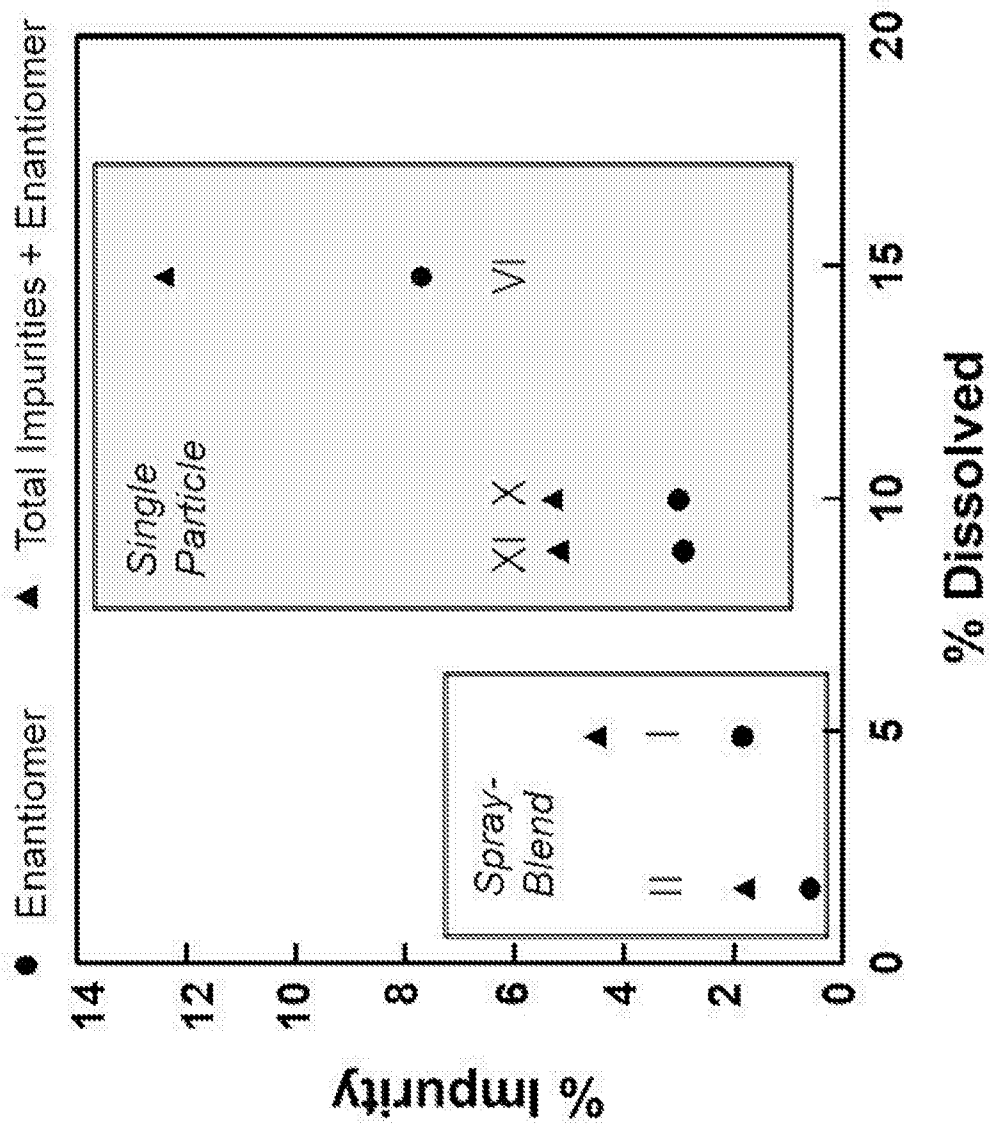 ● Enantiomer ▲ Total Impurities + Enantiomer
% Impurity
14
12
10
8
6
4
2
0
Single
Particle
Spray-
Blend
II
I
XI
X
VI
0
5
10
15
20
% Dissolved